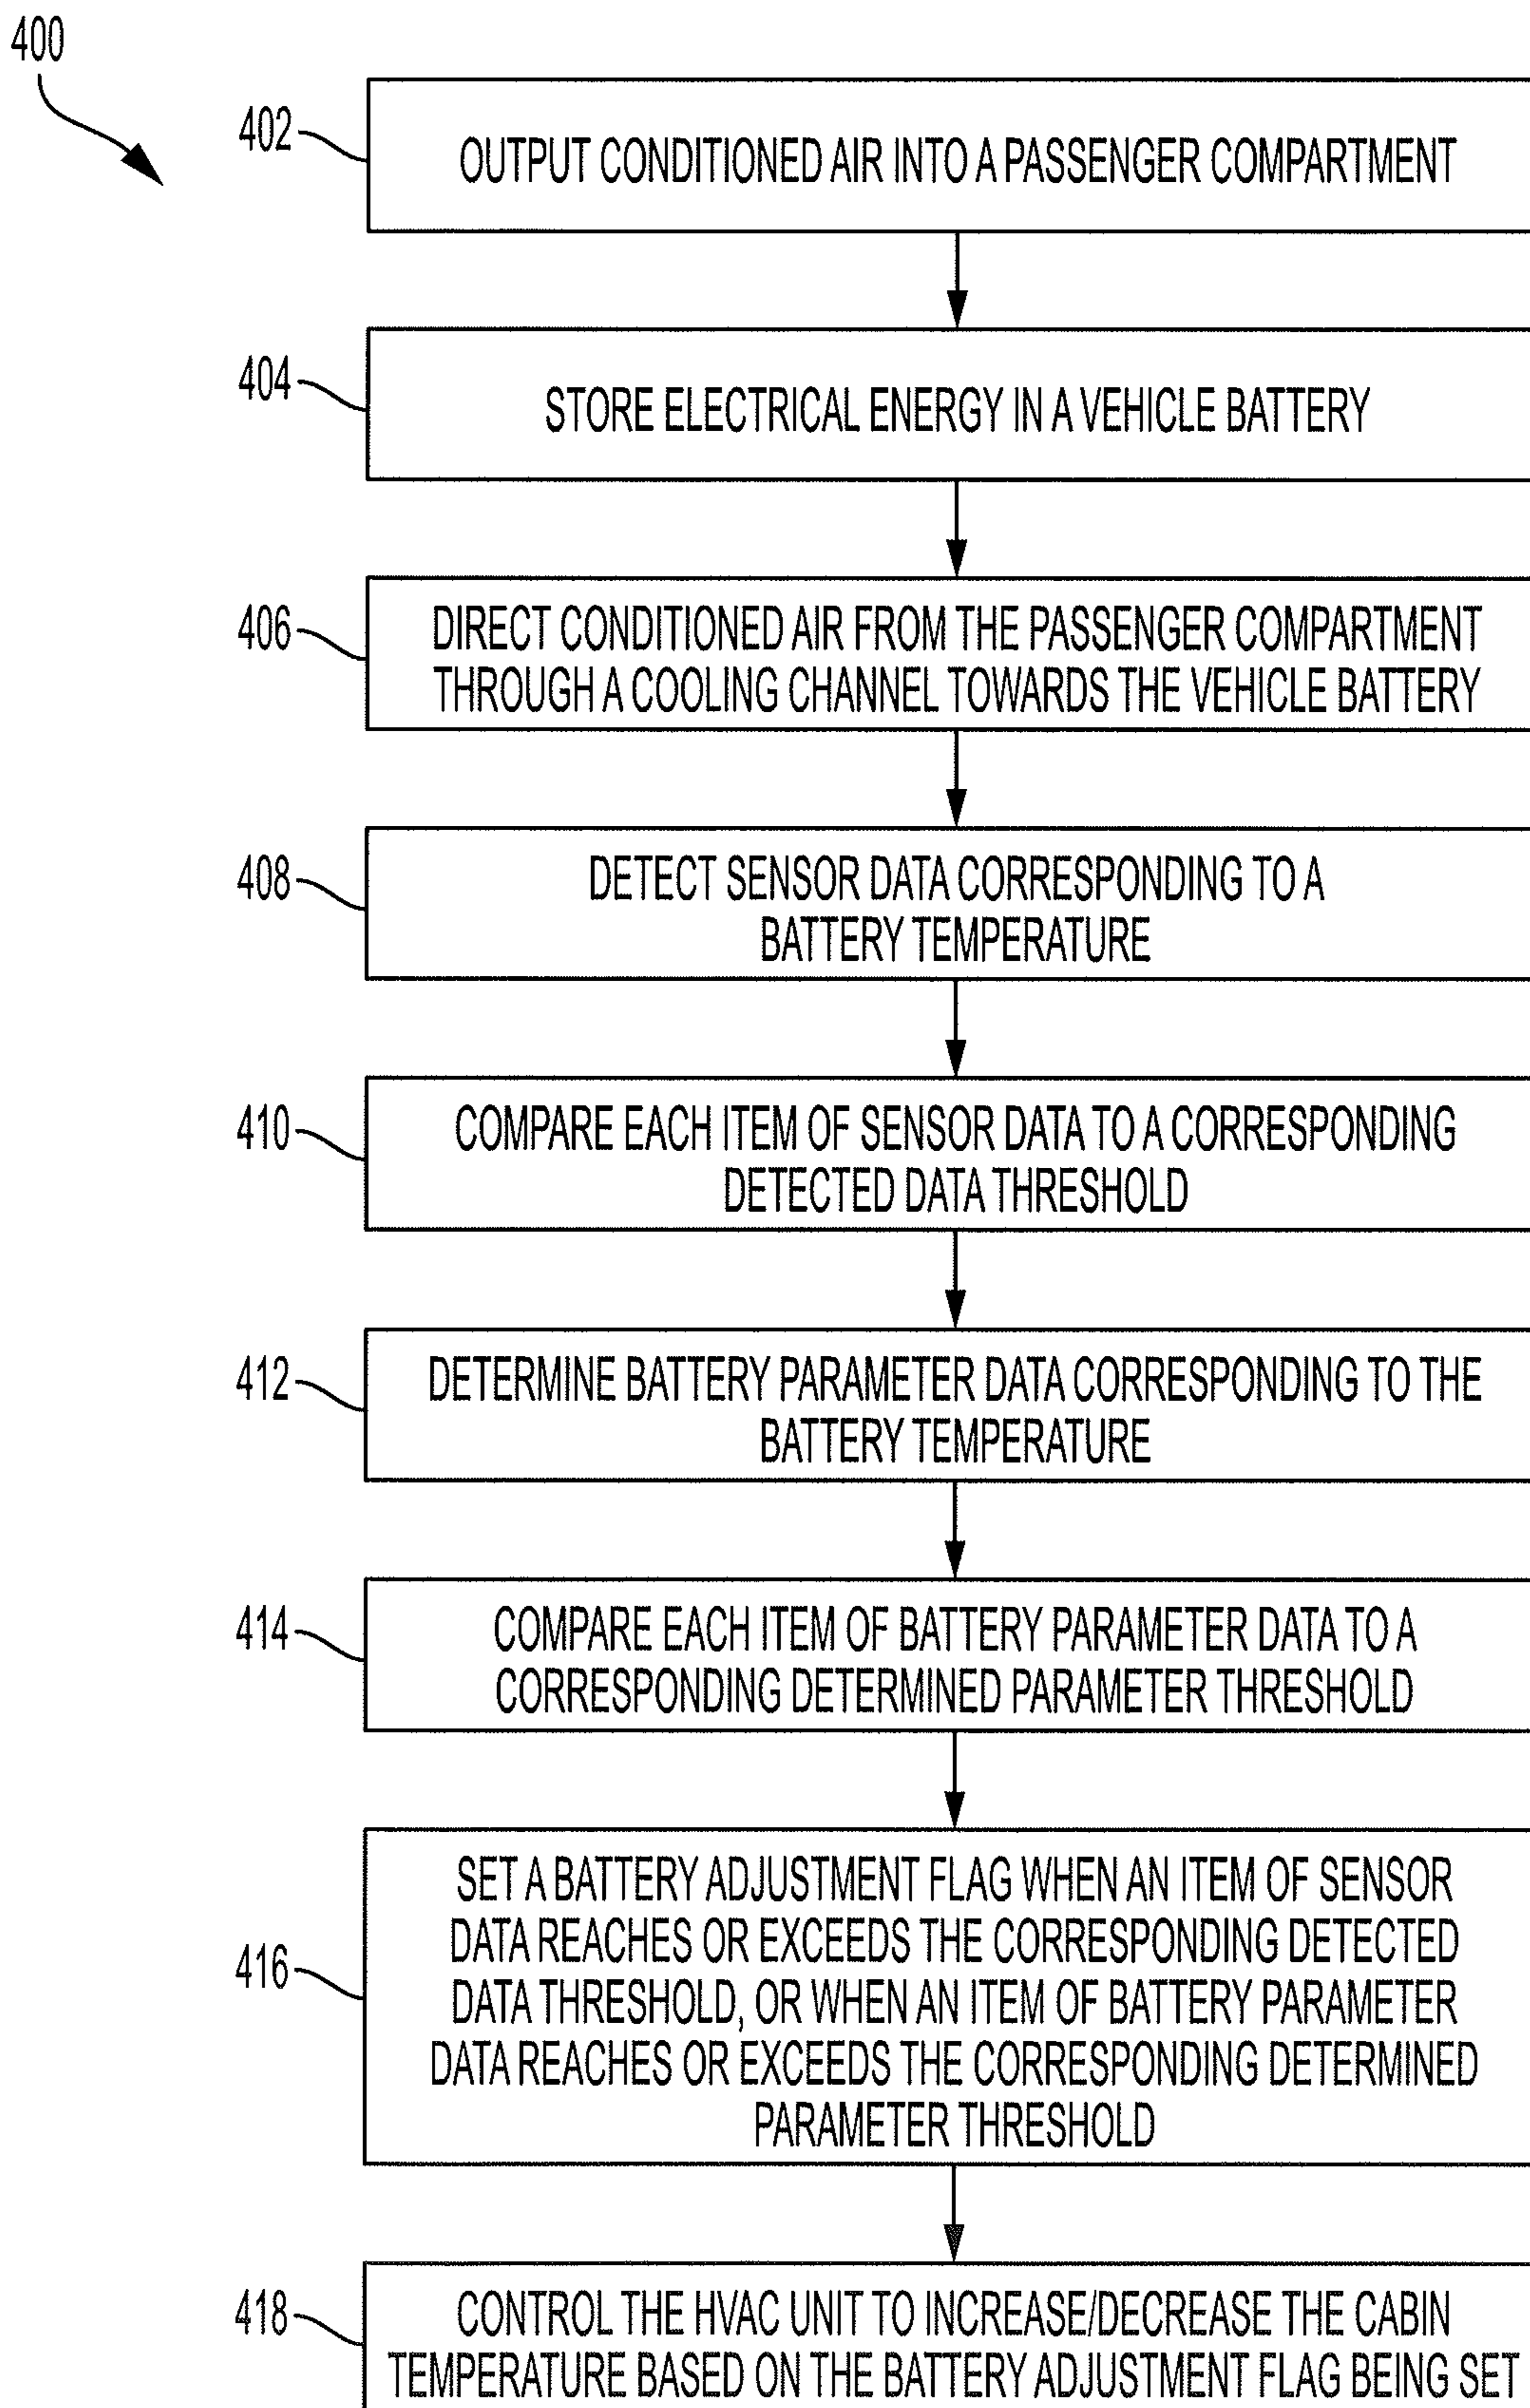 400
402
OUTPUT CONDITIONED AIR INTO A PASSENGER COMPARTMENT
404
STORE ELECTRICAL ENERGY IN A VEHICLE BATTERY
406
DIRECT CONDITIONED AIR FROM THE PASSENGER COMPARTMENT
THROUGH A COOLING CHANNEL TOWARDS THE VEHICLE BATTERY
408
DETECT SENSOR DATA CORRESPONDING TO A
BATTERY TEMPERATURE
410
COMPARE EACH ITEM OF SENSOR DATA TO A CORRESPONDING
DETECTED DATA THRESHOLD
412
DETERMINE BATTERY PARAMETER DATA CORRESPONDING TO THE
BATTERY TEMPERATURE
414
COMPARE EACH ITEM OF BATTERY PARAMETER DATA TO A
CORRESPONDING DETERMINED PARAMETER THRESHOLD
416
SET A BATTERY ADJUSTMENT FLAG WHEN AN ITEM OF SENSOR
DATA REACHES OR EXCEEDS THE CORRESPONDING DETECTED
DATA THRESHOLD, OR WHEN AN ITEM OF BATTERY PARAMETER
DATA REACHES OR EXCEEDS THE CORRESPONDING DETERMINED
PARAMETER THRESHOLD
418
CONTROL THE HVAC UNIT TO INCREASE/DECREASE THE CABIN
TEMPERATURE BASED ON THE BATTERY ADJUSTMENT FLAG BEING SET